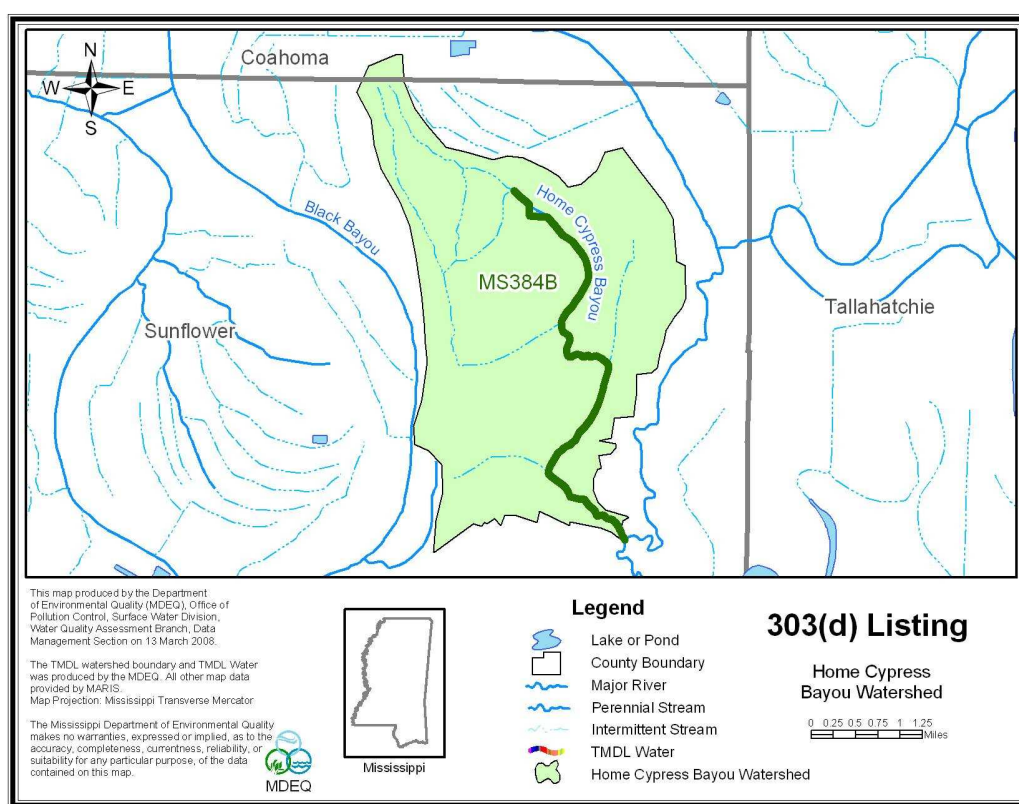 Coahoma
N
W E
S
Black Bayou
Home Cypress Bayou
MS384B
Sunflower
Tallahatchie
This map produced by the Department
of Environmental Quality (MDEQ), Office of
Pollution Control, Surface Water Division,
Water Quality Assessment Branch, Data
Management Section on 13 March 2008.
The TMDL watershed boundary and TMDL Water
was produced by the MDEQ. All other map data
provided by MARIS.
Map Projection: Mississippi Transverse Mercator
The Mississippi Department of Environmental Quality
makes no warranties, expressed or implied, as to the
accuracy, completeness, currentness, reliability, or
suitability for any particular purpose, of the data
contained on this map.
MDEQ
Mississippi
Legend
Lake or Pond
County Boundary
Major River
Perennial Stream
Intermittent Stream
TMDL Water
Home Cypress Bayou Watershed
303(d) Listing
Home Cypress
Bayou Watershed
0 0.25 0.5 0.75 1 1.25
Miles